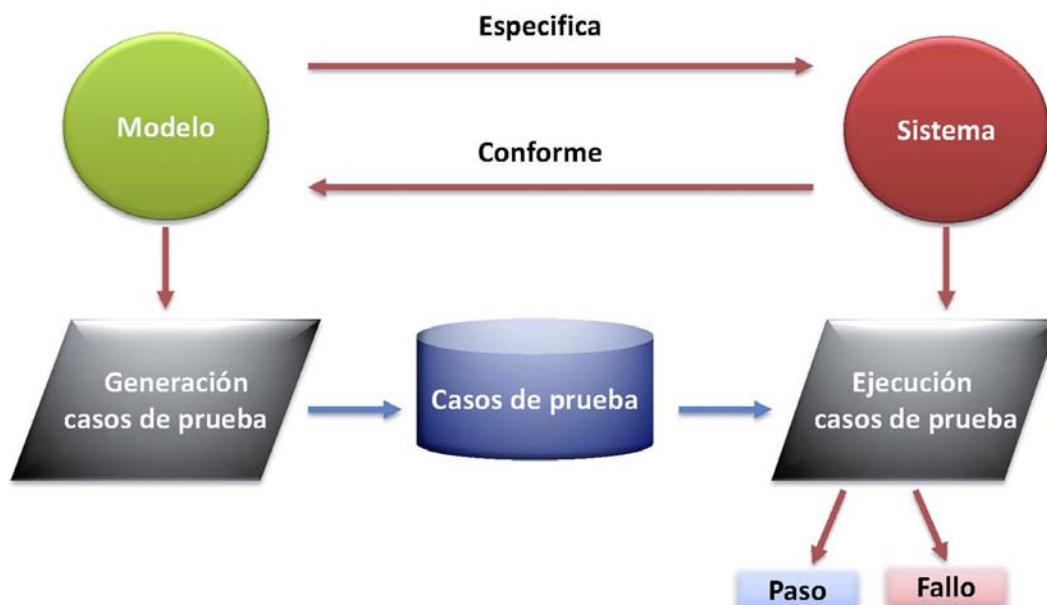 Especifica
Modelo
Sistema
Conforme
Generación
casos de prueba
Casos de prueba
Ejecución
casos de prueba
Paso
Fallo